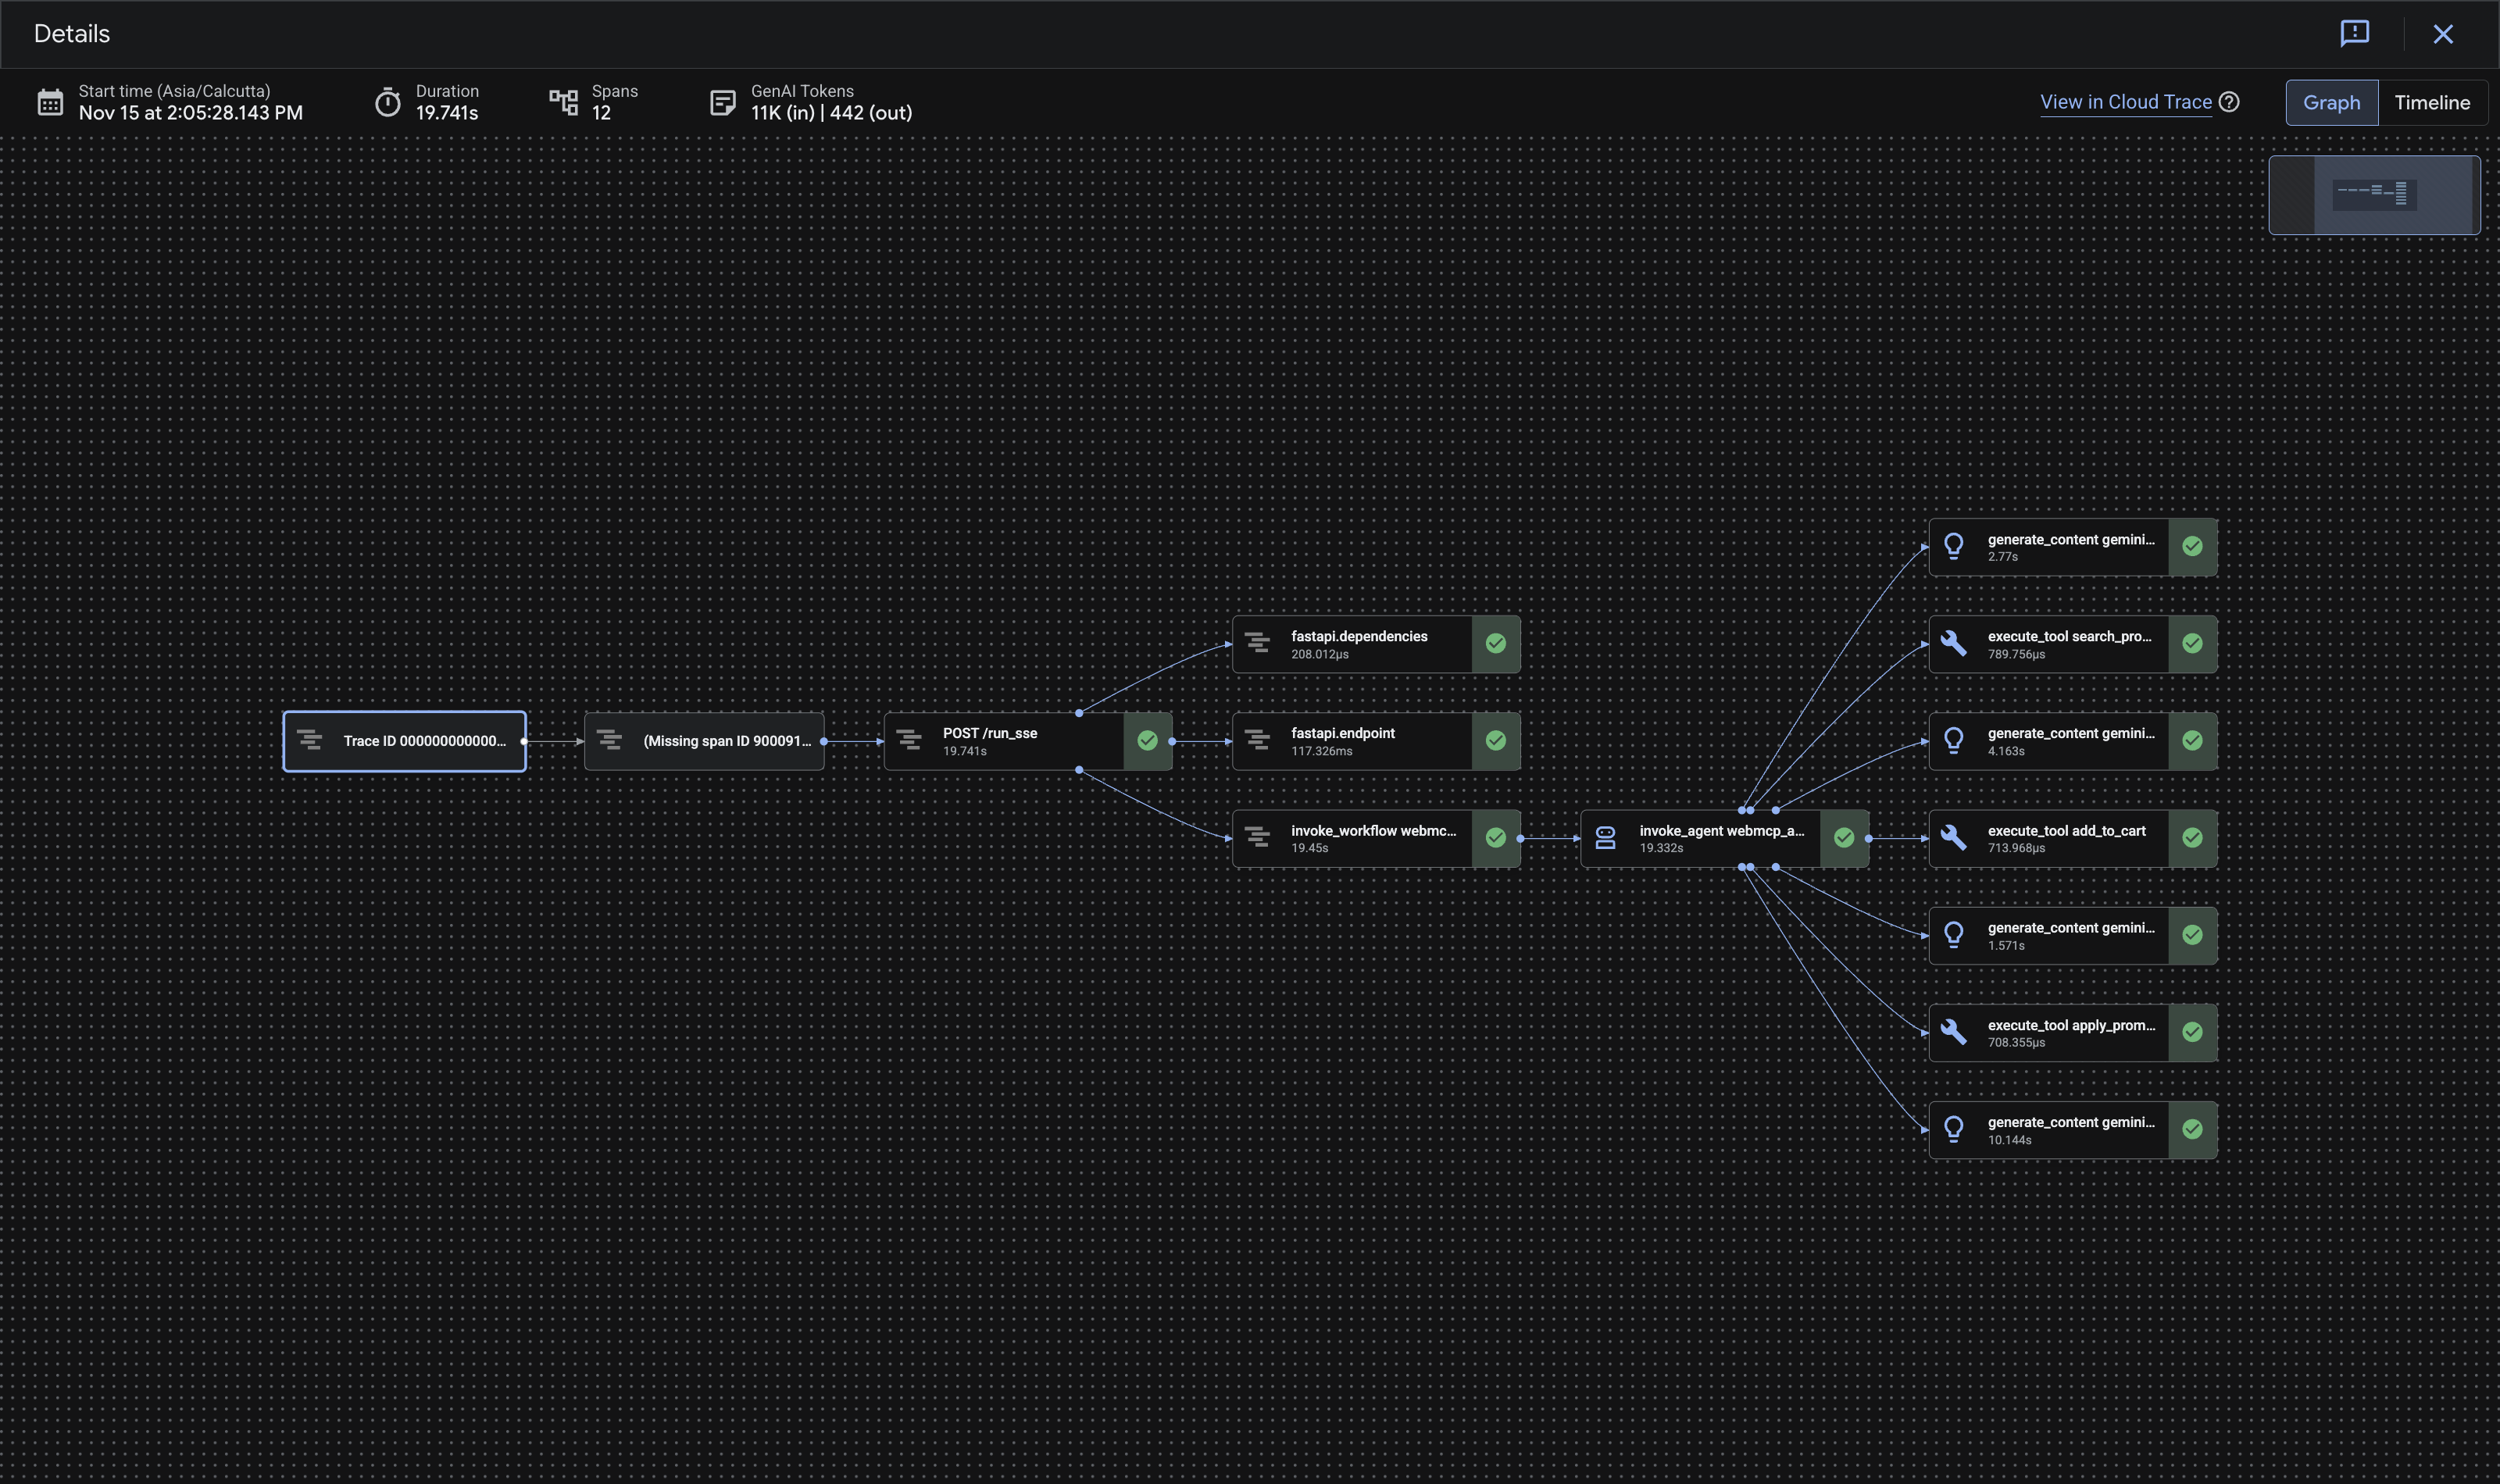 Details
Start time (Asia/Calcutta)
Nov 15 at 2:05:28.143 PM
Duration
19.741s
Spans
12
GenAI Tokens
11K (in) | 442 (out)
View in Cloud Trace
Graph
Timeline
Trace ID 000000000000...
(Missing span ID 900091...
POST /run_sse
19.741s
fastapi.dependencies
208.012µs
fastapi.endpoint
117.326ms
invoke_workflow webmc...
19.45s
invoke_agent webmcp_a...
19.332s
generate_content gemini...
2.77s
execute_tool search_pro...
789.756µs
generate_content gemini...
4.163s
execute_tool add_to_cart
713.968µs
generate_content gemini...
1.571s
execute_tool apply_prom...
708.355µs
generate_content gemini...
10.144s